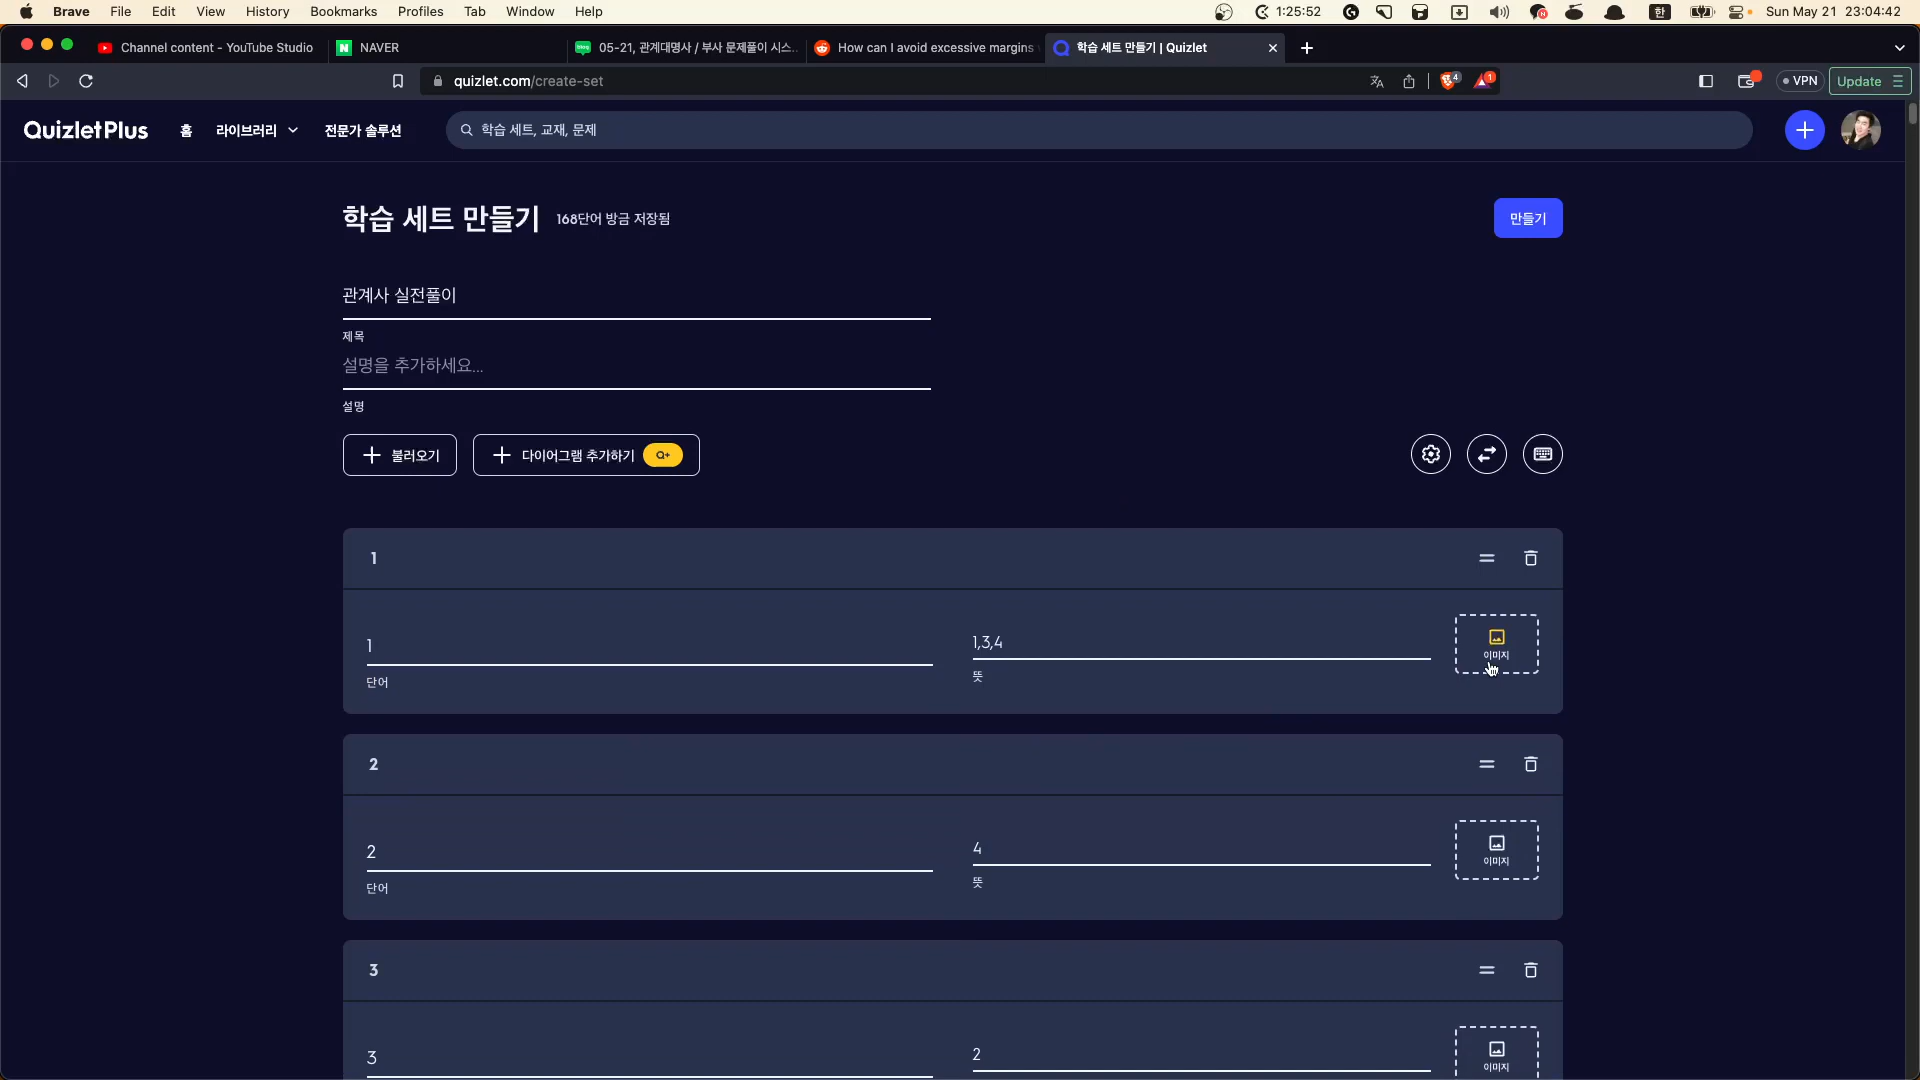 Brave File Edit View History Bookmarks Profiles Tab Window Help 1:25:52 한 Sun May 21 23:04:42
Channel content - YouTube Studio NAVER 05-21, 관계대명사 / 부사 문제풀이 시스.. How can I avoid excessive margins 학습 세트 만들기 | Quizlet
quizlet.com/create-set 4 1 VPN Update
QuizletPlus 홈 라이브러리 전문가 솔루션 학습 세트, 교재, 문제
학습 세트 만들기 168단어 방금 저장됨 만들기
관계사 실전풀이
제목
설명을 추가하세요...
설명
불러오기 다이어그램 추가하기 Q+
1
1 1,3,4 이미지
단어 뜻
2
2 4 이미지
단어 뜻
3
3 2 이미지